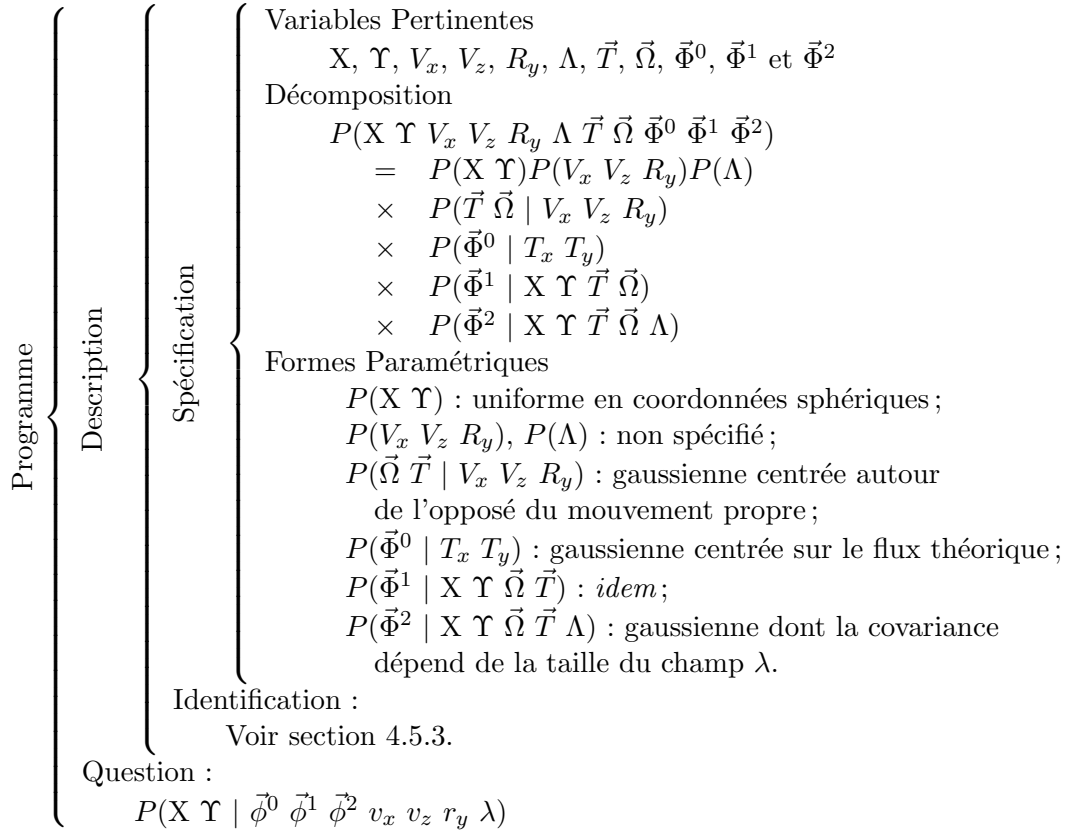 Programme
Description
Spécification
Variables Pertinentes
X, ϒ, V_x, V_z, R_y, Λ, T⃗, Ω⃗, Φ⃗^0, Φ⃗^1 et Φ⃗^2
Décomposition
P(X ϒ V_x V_z R_y Λ T⃗ Ω⃗ Φ⃗^0 Φ⃗^1 Φ⃗^2)
= P(X ϒ)P(V_x V_z R_y)P(Λ)
× P(T⃗ Ω⃗ | V_x V_z R_y)
× P(Φ⃗^0 | T_x T_y)
× P(Φ⃗^1 | X ϒ T⃗ Ω⃗)
× P(Φ⃗^2 | X ϒ T⃗ Ω⃗ Λ)
Formes Paramétriques
P(X ϒ) : uniforme en coordonnées sphériques ;
P(V_x V_z R_y), P(Λ) : non spécifié ;
P(Ω⃗ T⃗ | V_x V_z R_y) : gaussienne centrée autour
de l'opposé du mouvement propre ;
P(Φ⃗^0 | T_x T_y) : gaussienne centrée sur le flux théorique ;
P(Φ⃗^1 | X ϒ Ω⃗ T⃗) : idem ;
P(Φ⃗^2 | X ϒ Ω⃗ T⃗ Λ) : gaussienne dont la covariance
dépend de la taille du champ λ.
Identification :
Voir section 4.5.3.
Question :
P(X ϒ | ϕ⃗^0 ϕ⃗^1 ϕ⃗^2 v_x v_z r_y λ)